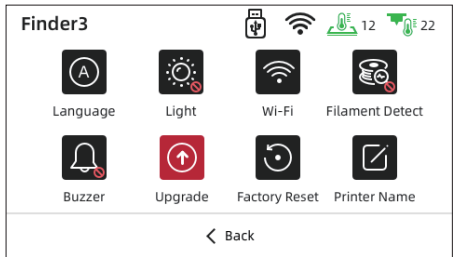 Finder3 12 22
A
Language Light Wi-Fi Filament Detect
Buzzer Upgrade Factory Reset Printer Name
Back